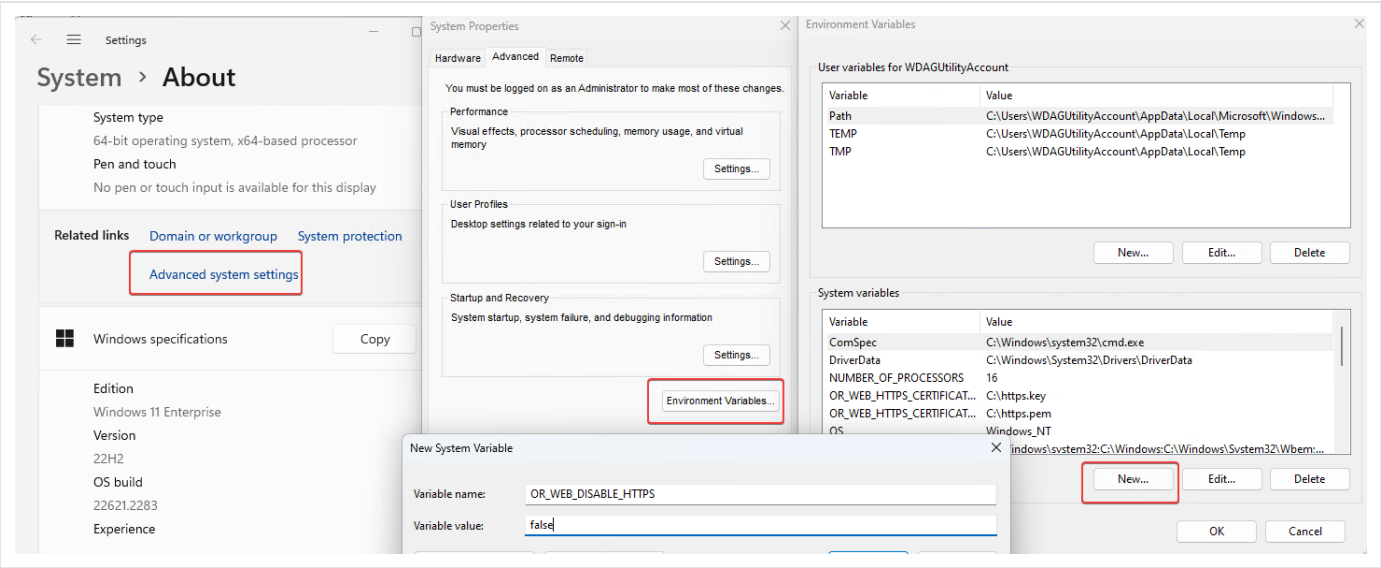 Settings
System > About
System type
64-bit operating system, x64-based processor
Pen and touch
No pen or touch input is available for this display
Related links Domain or workgroup System protection
Advanced system settings
Windows specifications Copy
Edition
Windows 11 Enterprise
Version
22H2
OS build
22621.2283
Experience
System Properties
Hardware Advanced Remote
You must be logged on as an Administrator to make most of these changes.
Performance
Visual effects, processor scheduling, memory usage, and virtual
memory
Settings...
User Profiles
Desktop settings related to your sign-in
Settings...
Startup and Recovery
System startup, system failure, and debugging information
Settings...
Environment Variables...
Environment Variables
User variables for WDAGUtilityAccount
Variable Value
Path C:\Users\WDAGUtilityAccount\AppData\Local\Microsoft\Windows...
TEMP C:\Users\WDAGUtilityAccount\AppData\Local\Temp
TMP C:\Users\WDAGUtilityAccount\AppData\Local\Temp
New... Edit... Delete
System variables
Variable Value
ComSpec C:\Windows\system32\cmd.exe
DriverData C:\Windows\System32\Drivers\DriverData
NUMBER_OF_PROCESSORS 16
OR_WEB_HTTPS_CERTIFICAT... C:\https.key
OR_WEB_HTTPS_CERTIFICAT... C:\https.pem
OS Windows_NT
indows\system32;C:\Windows;C:\Windows\System32\Wbem;...
New... Edit... Delete
OK Cancel
New System Variable
Variable name: OR_WEB_DISABLE_HTTPS
Variable value: false